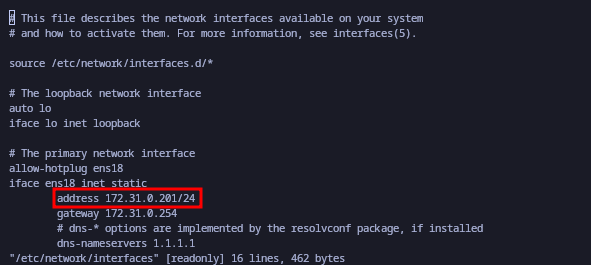 # This file describes the network interfaces available on your system
# and how to activate them. For more information, see interfaces(5).
source /etc/network/interfaces.d/*
# The loopback network interface
auto lo
iface lo inet loopback
# The primary network interface
allow-hotplug ens18
iface ens18 inet static
address 172.31.0.201/24
gateway 172.31.0.254
# dns-* options are implemented by the resolvconf package, if installed
dns-nameservers 1.1.1.1
"/etc/network/interfaces" [readonly] 16 lines, 462 bytes